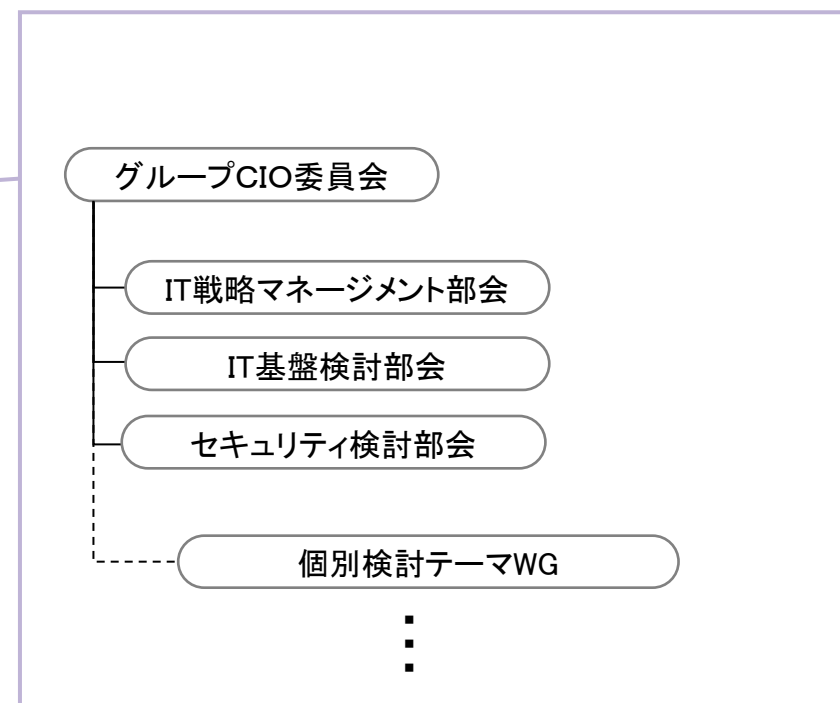 グループCIO委員会
IT戦略マネージメント部会
IT基盤検討部会
セキュリティ検討部会
個別検討テーマWG